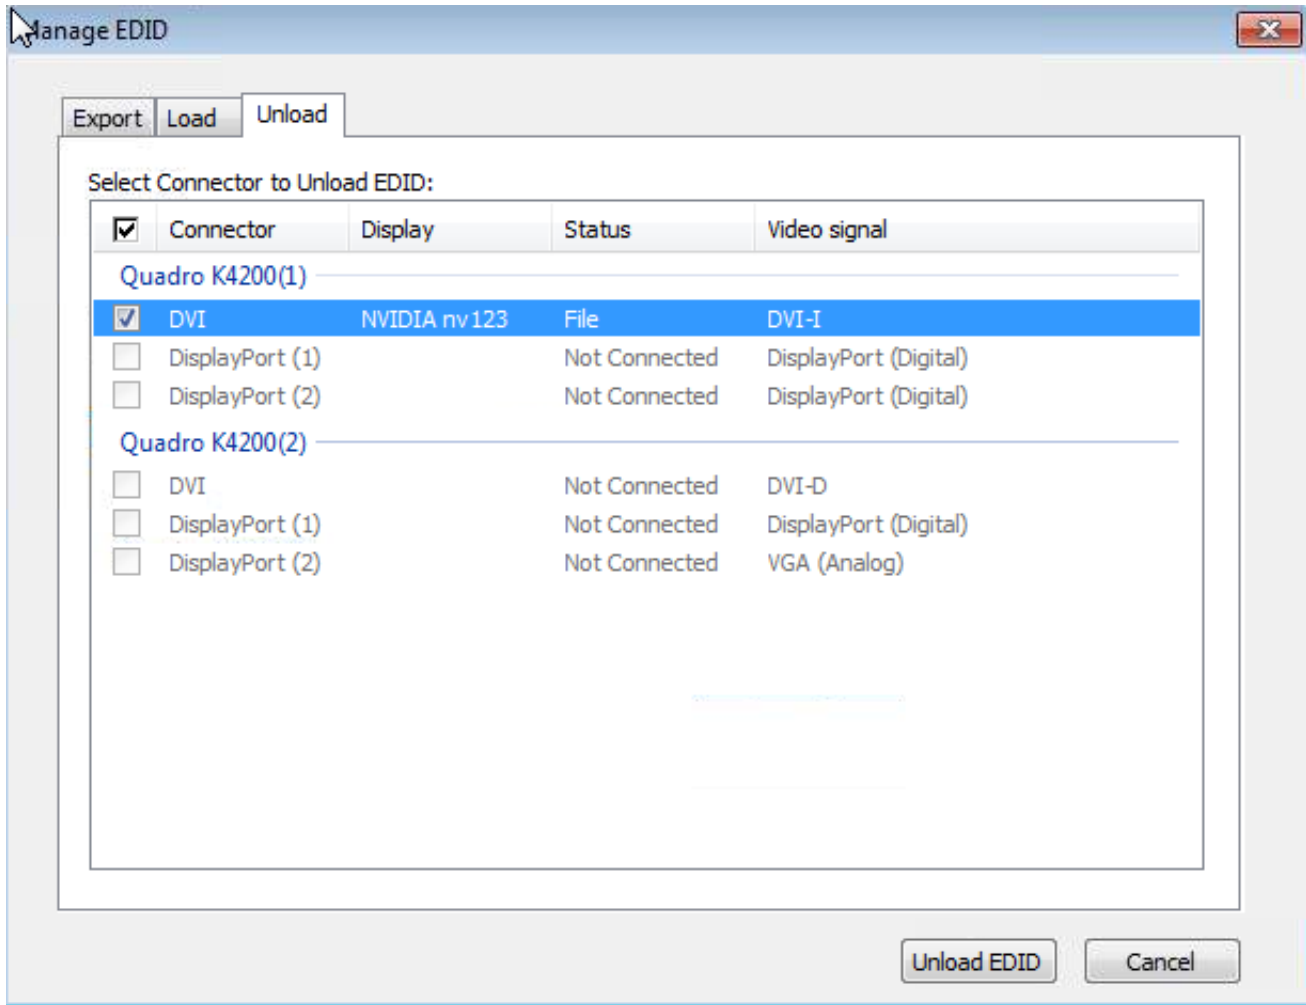 Manage EDID
Export Load Unload
Select Connector to Unload EDID:
Connector Display Status Video signal
Quadro K4200(1)
DVI NVIDIA nv123 File DVI-I
DisplayPort (1) Not Connected DisplayPort (Digital)
DisplayPort (2) Not Connected DisplayPort (Digital)
Quadro K4200(2)
DVI Not Connected DVI-D
DisplayPort (1) Not Connected DisplayPort (Digital)
DisplayPort (2) Not Connected VGA (Analog)
Unload EDID Cancel